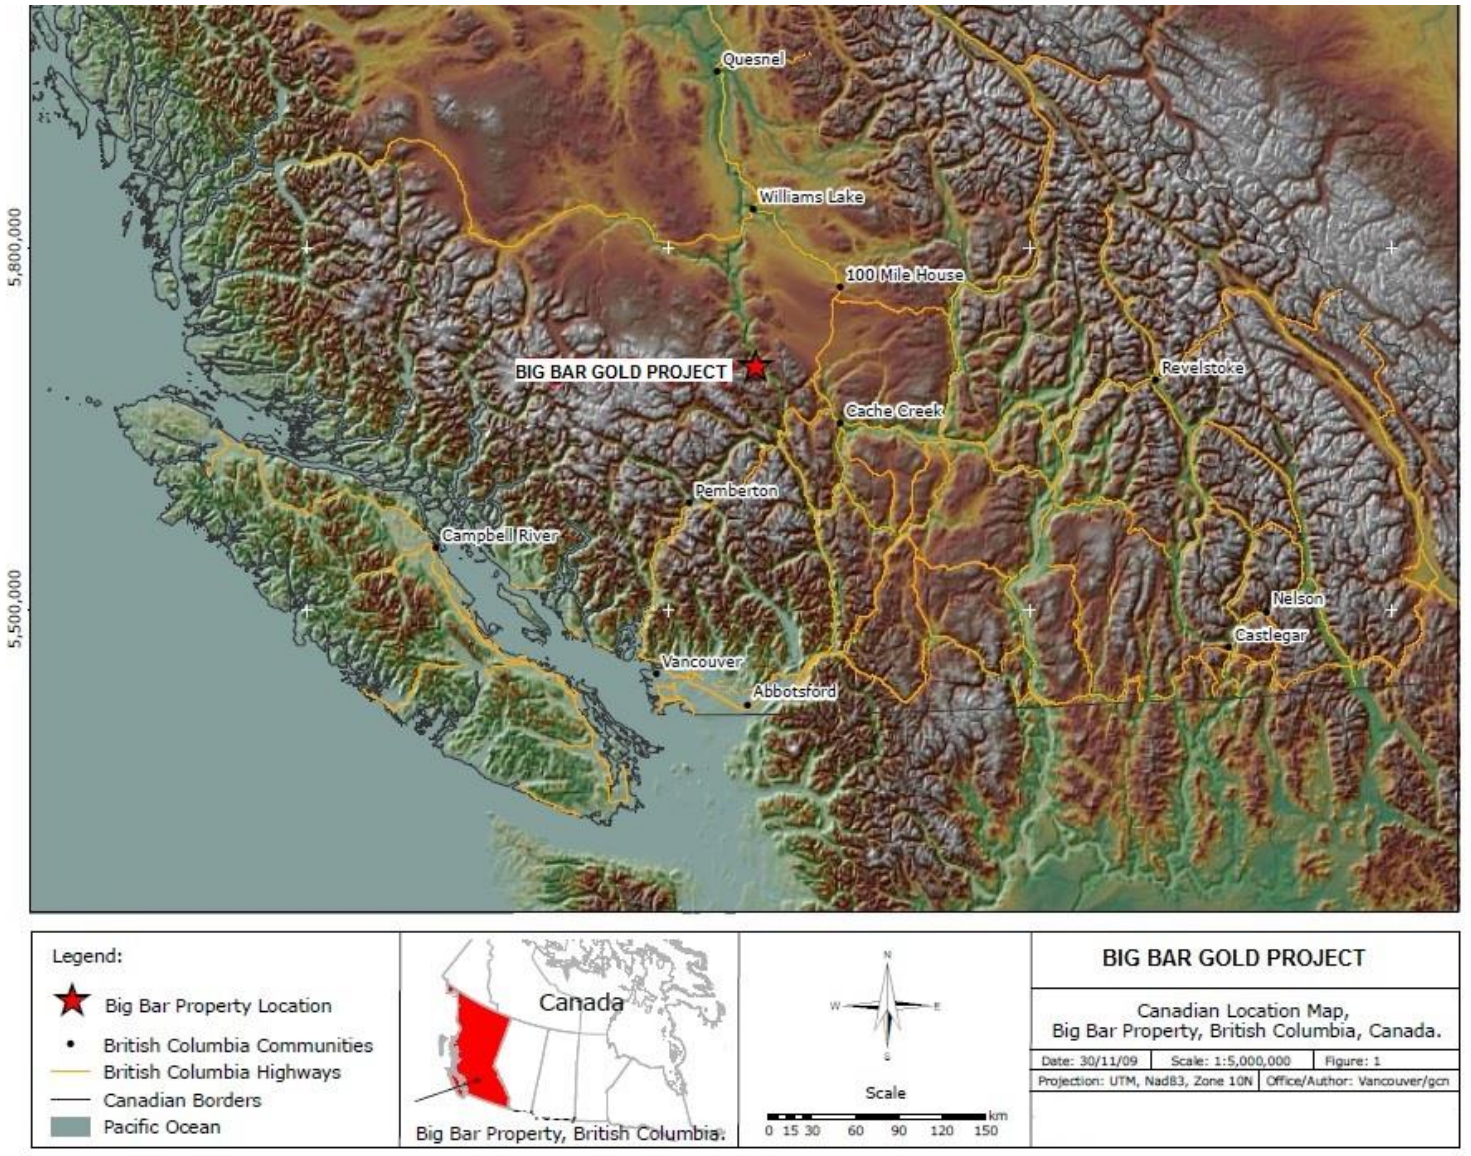 Quesnel
Williams Lake
5,800,000
100 Mile House
BIG BAR GOLD PROJECT
Revelstoke
Cache Creek
Pemberton
Campbell River
5,500,000
Nelson
Castlegar
Vancouver
Abbotsford
Legend:
Big Bar Property Location
British Columbia Communities
British Columbia Highways
Canadian Borders
Pacific Ocean
Canada
Big Bar Property, British Columbia.
N
W E
S
Scale
km
0 15 30 60 90 120 150
BIG BAR GOLD PROJECT
Canadian Location Map,
Big Bar Property, British Columbia, Canada.
Date: 30/11/09 Scale: 1:5,000,000 Figure: 1
Projection: UTM, Nad83, Zone 10N Office/Author: Vancouver/gcn